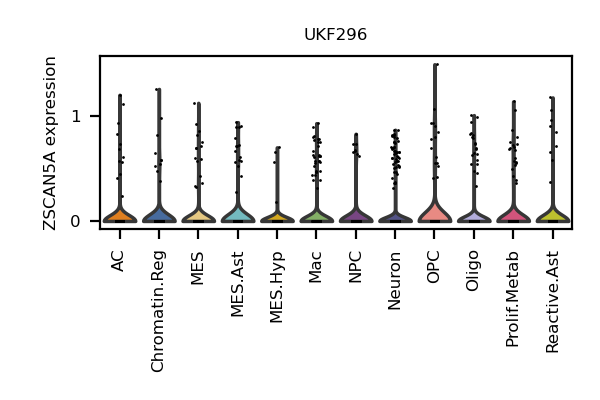 UKF296
ZSCAN5A expression
1
0
AC
Chromatin.Reg
MES
MES.Ast
MES.Hyp
Mac
NPC
Neuron
OPC
Oligo
Prolif.Metab
Reactive.Ast